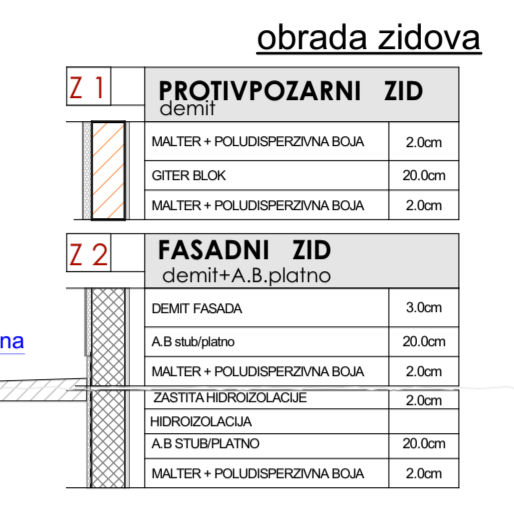 obrada zidova
Z 1
PROTIVPOZARNI ZID
demit
MALTER + POLUDISPERZIVNA BOJA 2.0cm
GITER BLOK 20.0cm
MALTER + POLUDISPERZIVNA BOJA 2.0cm
Z 2
FASADNI ZID
demit+A.B.platno
DEMIT FASADA 3.0cm
na
A.B stub/platno 20.0cm
MALTER + POLUDISPERZIVNA BOJA 2.0cm
ZASTITA HIDROIZOLACIJE 2.0cm
HIDROIZOLACIJA
A.B STUB/PLATNO 20.0cm
MALTER + POLUDISPERZIVNA BOJA 2.0cm